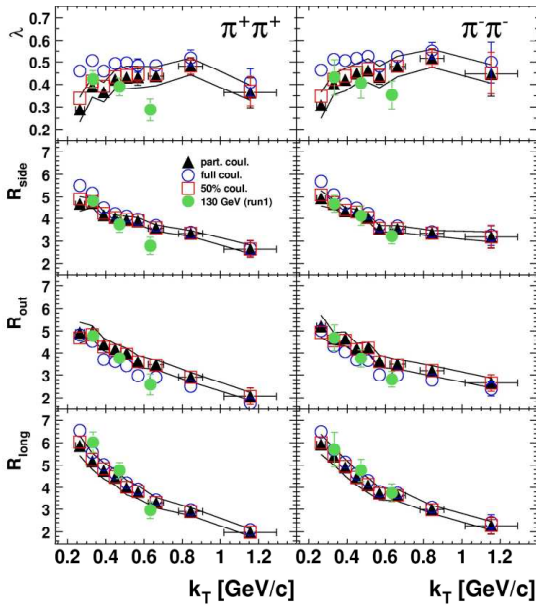 π⁺π⁺ π⁻π⁻
λ
0.7
0.6
0.5
0.4
0.3
0.2
R_side
7
6
5
4
3
2
part. coul.
full coul.
50% coul.
130 GeV (run1)
R_out
6
5
4
3
2
R_long
7
6
5
4
3
2
0.2 0.4 0.6 0.8 1 1.2 0.2 0.4 0.6 0.8 1 1.2
k_T [GeV/c] k_T [GeV/c]